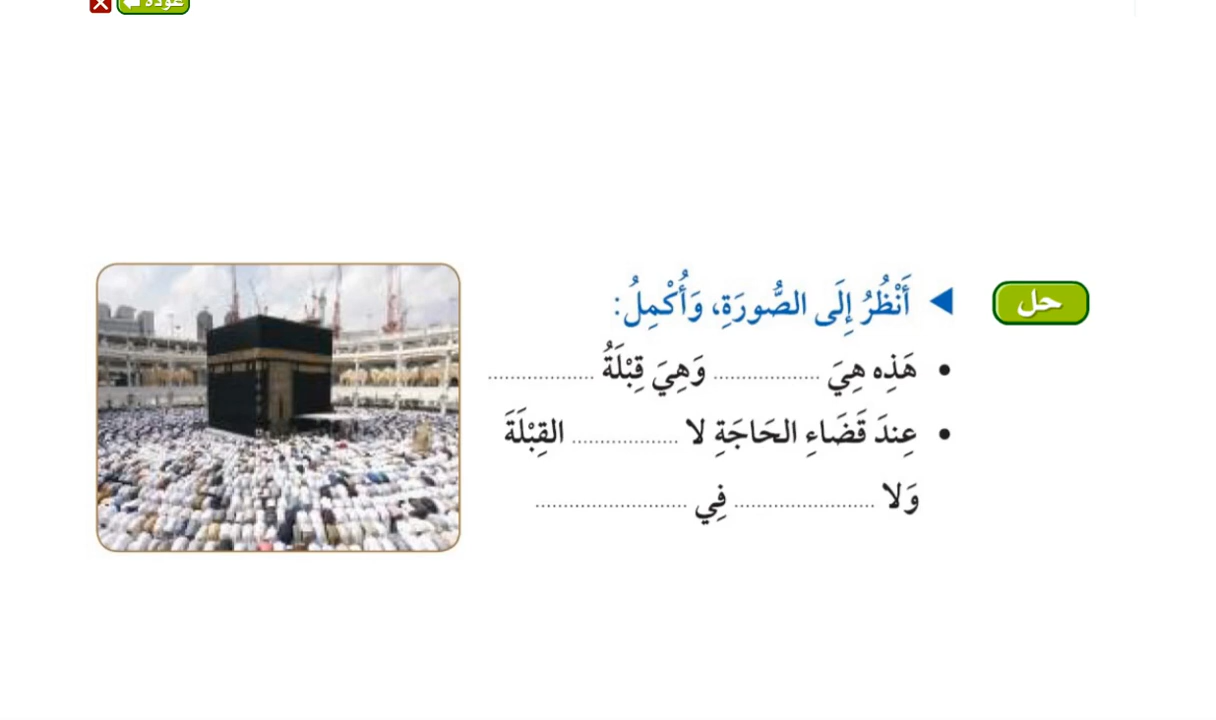 عودة
حل
أَنْظُرُ إِلَى الصُّورَةِ، وَأُكْمِلُ:
• هَذِه هِيَ .................. وَهِيَ قِبْلَةُ ..................
• عِندَ قَضَاءِ الحَاجَةِ لا .................. القِبْلَةَ
وَلا ........................ فِي ..........................